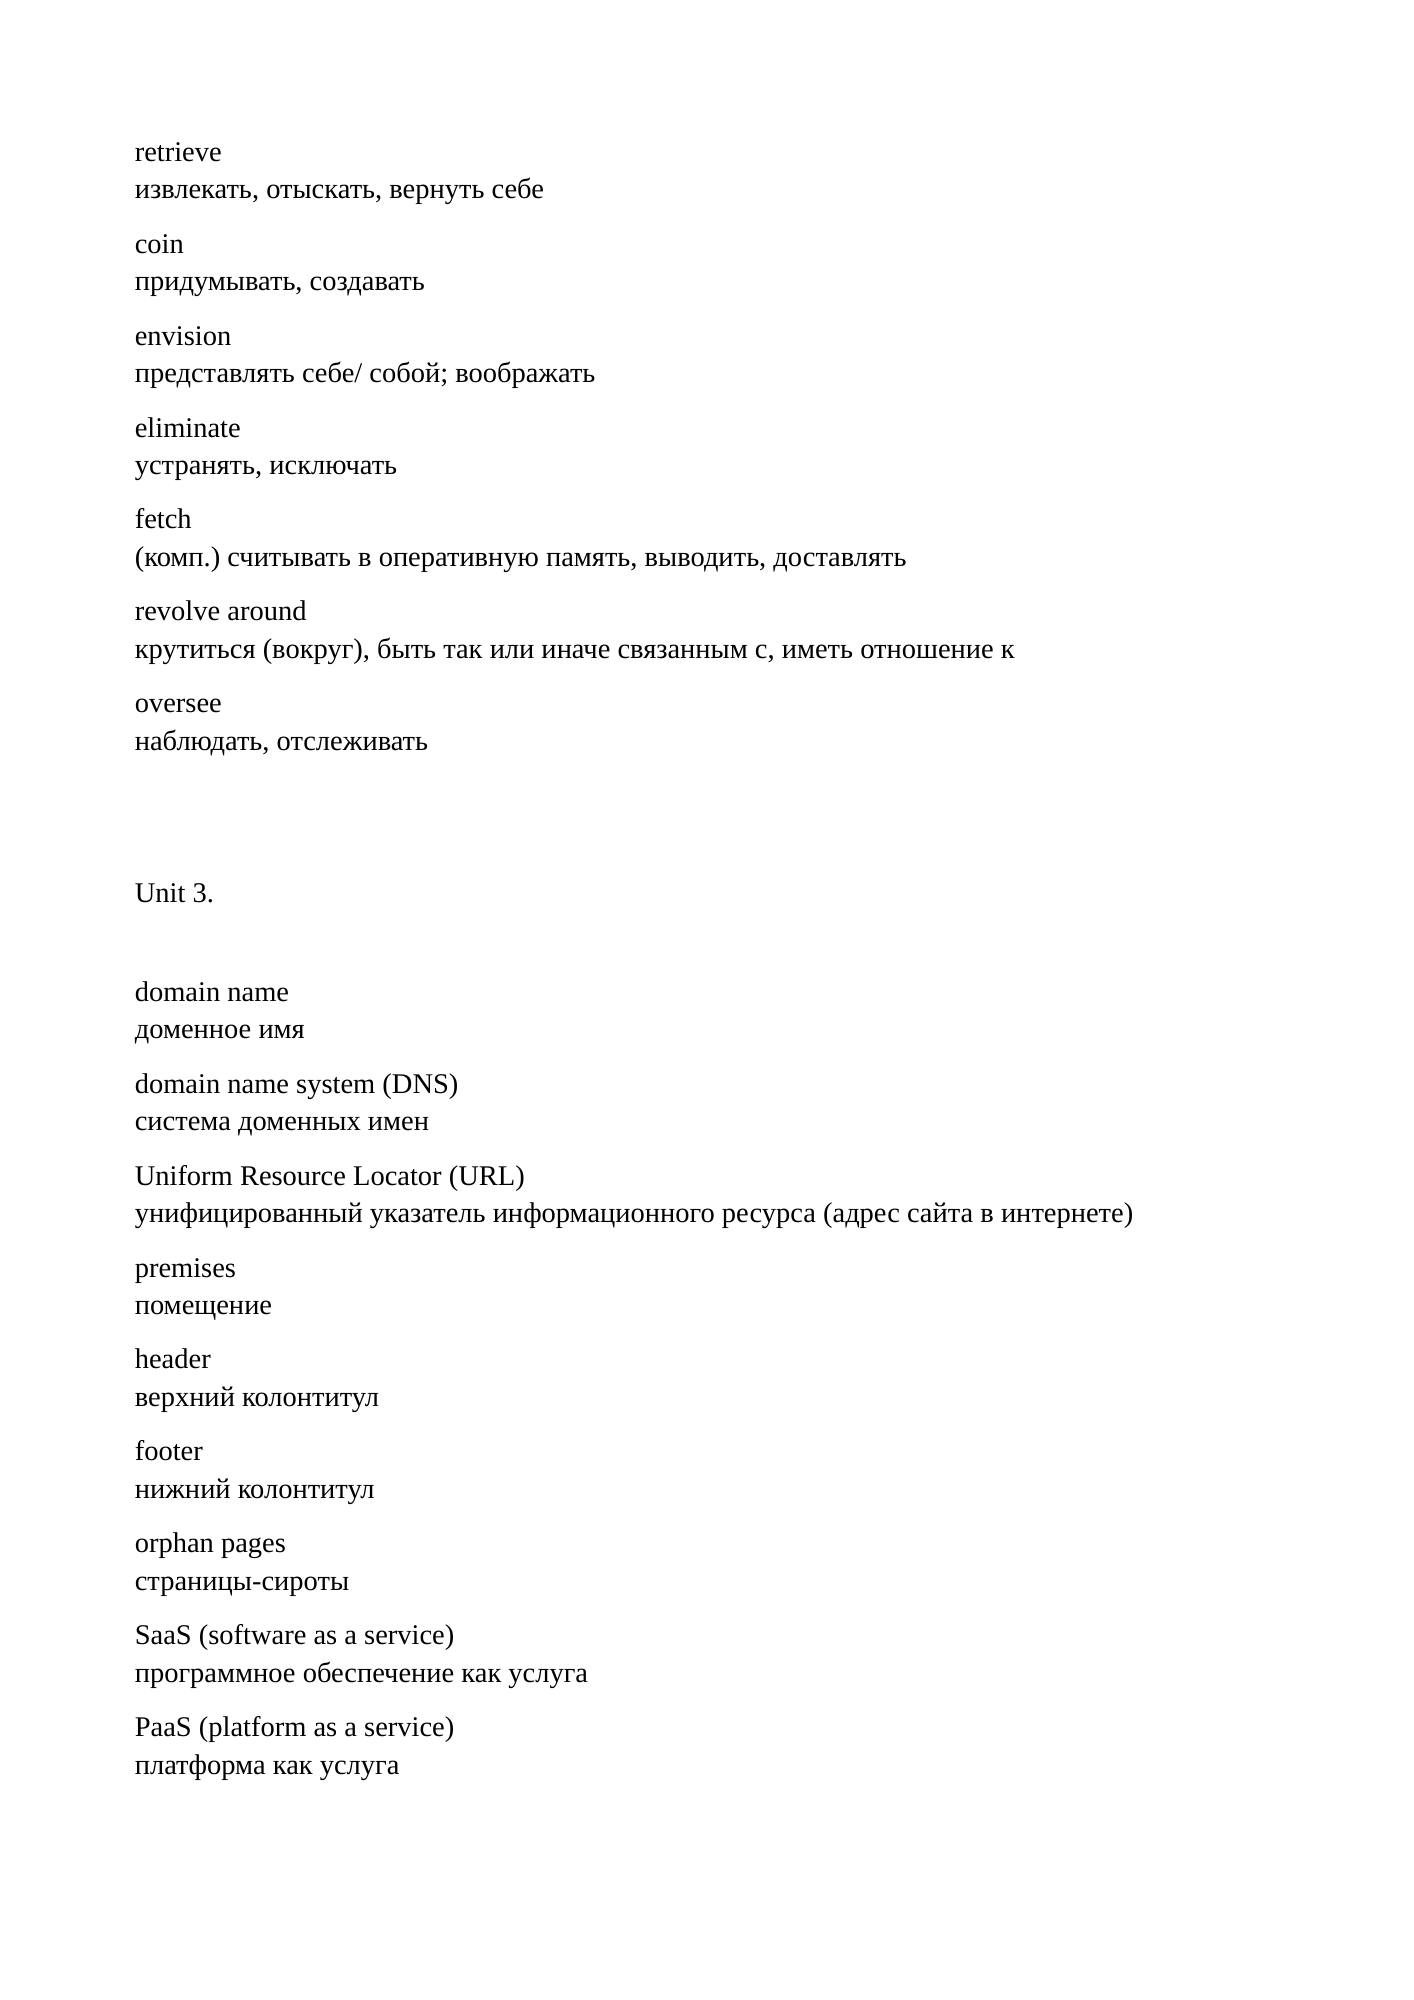 retrieve
извлекать, отыскать, вернуть себе
coin
придумывать, создавать
envision
представлять себе/ собой; воображать
eliminate
устранять, исключать
fetch
(комп.) считывать в оперативную память, выводить, доставлять
revolve around
крутиться (вокруг), быть так или иначе связанным с, иметь отношение к
oversee
наблюдать, отслеживать
Unit 3.
domain name
доменное имя
domain name system (DNS)
система доменных имен
Uniform Resource Locator (URL)
унифицированный указатель информационного ресурса (адрес сайта в интернете)
premises
помещение
header
верхний колонтитул
footer
нижний колонтитул
orphan pages
страницы-сироты
SaaS (software as a service)
программное обеспечение как услуга
PaaS (platform as a service)
платформа как услуга